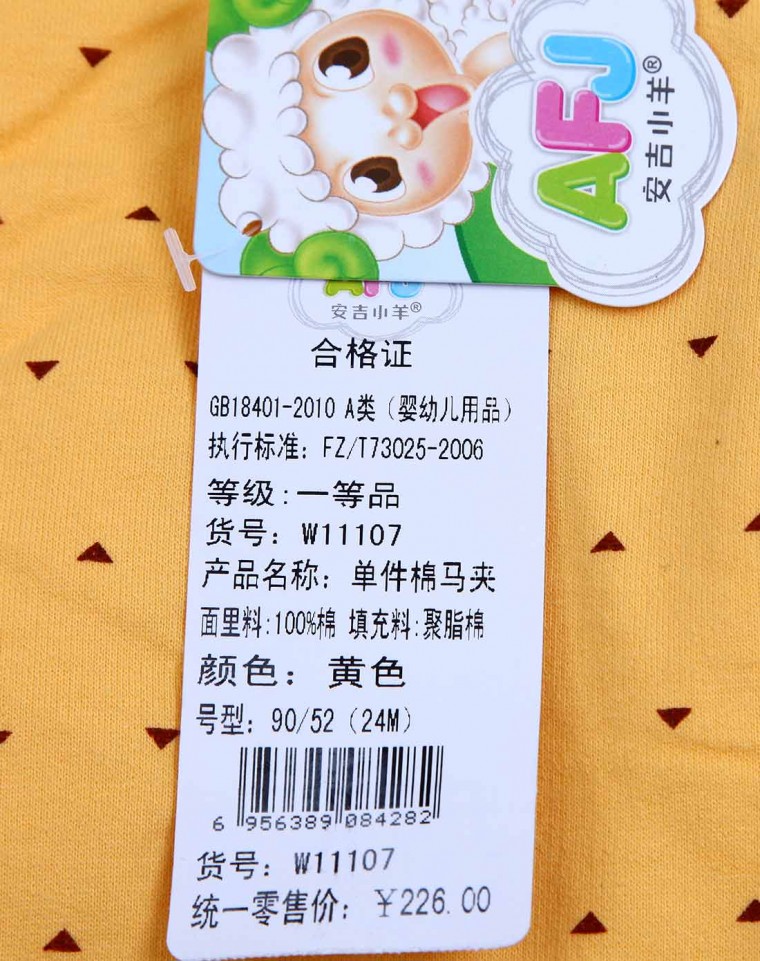 AFJ
安吉小羊®
安吉小羊®
合格证
GB18401-2010 A类（婴幼儿用品）
执行标准：FZ/T73025-2006
等级:一等品
货号：W11107
产品名称：单件棉马夹
面里料:100%棉 填充料:聚脂棉
颜色：黄色
号型：90/52（24M）
6 956389 084282
货号：W11107
统一零售价：￥226.00